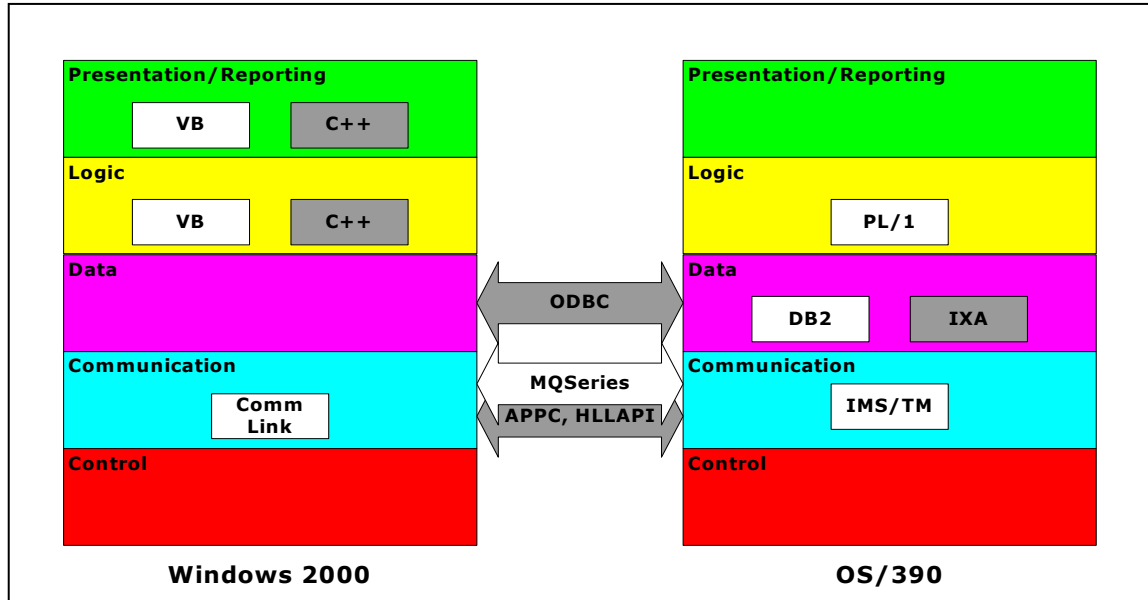 Presentation/Reporting
VB
C++
Logic
VB
C++
Data
Communication
Comm
Link
Control
Windows 2000
ODBC
MQSeries
APPC, HLLAPI
Presentation/Reporting
Logic
PL/1
Data
DB2
IXA
Communication
IMS/TM
Control
OS/390